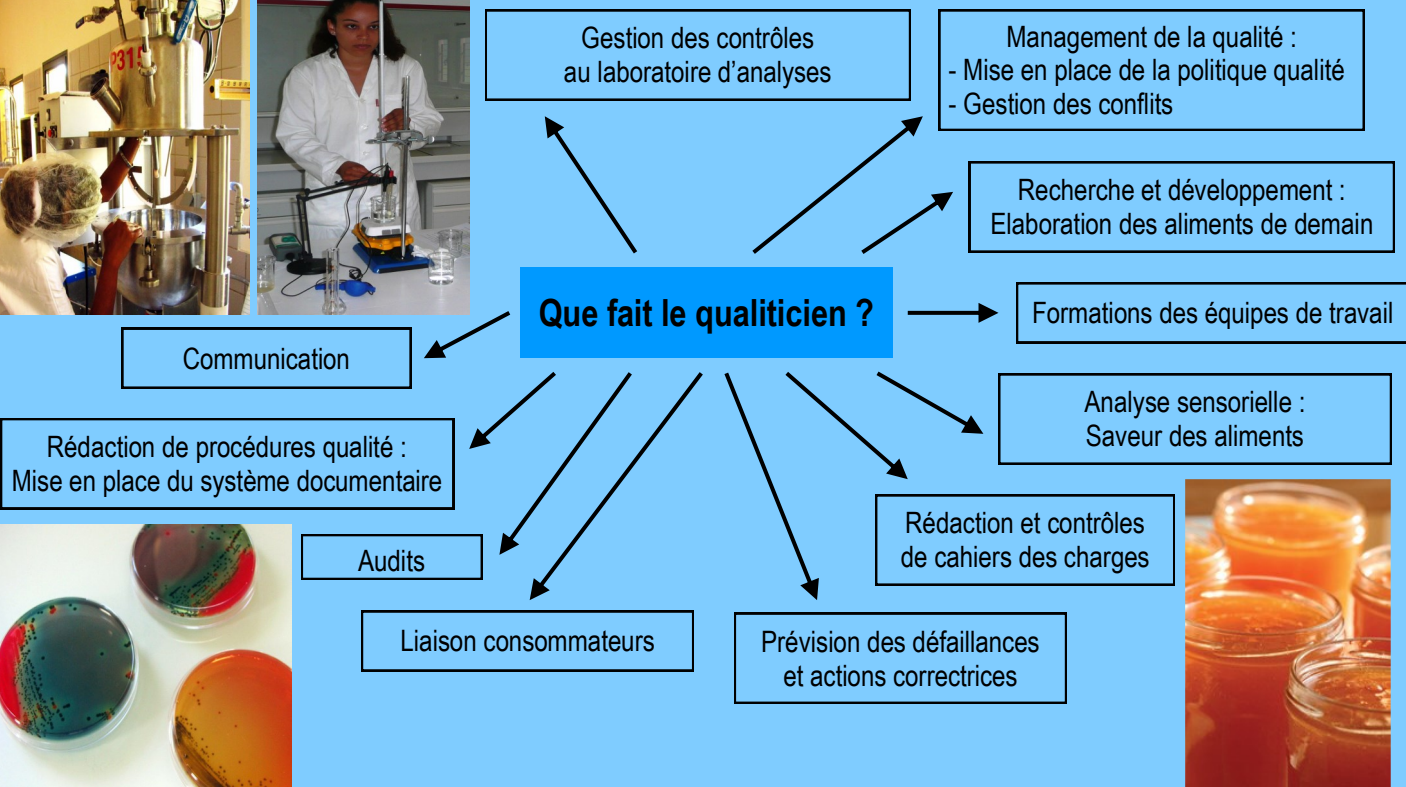 P315
Gestion des contrôles
au laboratoire d'analyses
Management de la qualité :
- Mise en place de la politique qualité
- Gestion des conflits
Recherche et développement :
Elaboration des aliments de demain
Que fait le qualiticien ?
Formations des équipes de travail
Communication
Analyse sensorielle :
Saveur des aliments
Rédaction de procédures qualité :
Mise en place du système documentaire
Rédaction et contrôles
de cahiers des charges
Audits
Liaison consommateurs
Prévision des défaillances
et actions correctrices